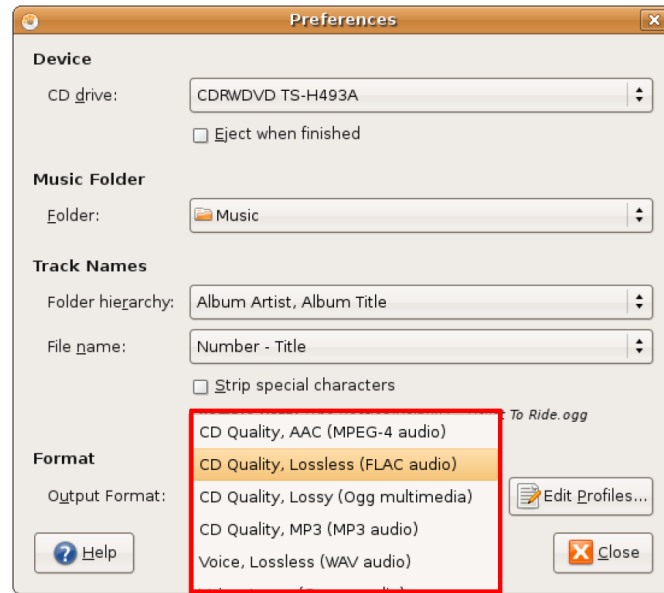 Preferences
Device
CD drive: CDRWDVD TS-H493A
Eject when finished
Music Folder
Folder: Music
Track Names
Folder hierarchy: Album Artist, Album Title
File name: Number - Title
Strip special characters
To Ride.ogg
CD Quality, AAC (MPEG-4 audio)
Format
CD Quality, Lossless (FLAC audio)
Output Format: CD Quality, Lossy (Ogg multimedia) Edit Profiles...
CD Quality, MP3 (MP3 audio)
Help Voice, Lossless (WAV audio) Close